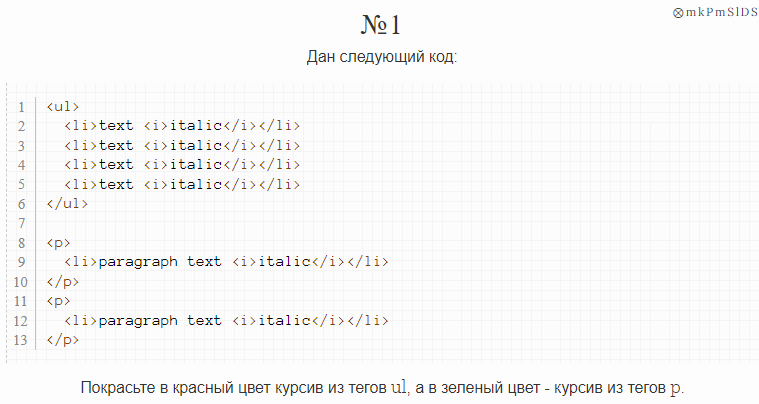 ⊗mkPmSlDS
№1
Дан следующий код:
1 <ul>
2 <li>text <i>italic</i></li>
3 <li>text <i>italic</i></li>
4 <li>text <i>italic</i></li>
5 <li>text <i>italic</i></li>
6 </ul>
7
8 <p>
9 <li>paragraph text <i>italic</i></li>
10 </p>
11 <p>
12 <li>paragraph text <i>italic</i></li>
13 </p>
Покрасьте в красный цвет курсив из тегов ul, а в зеленый цвет - курсив из тегов p.